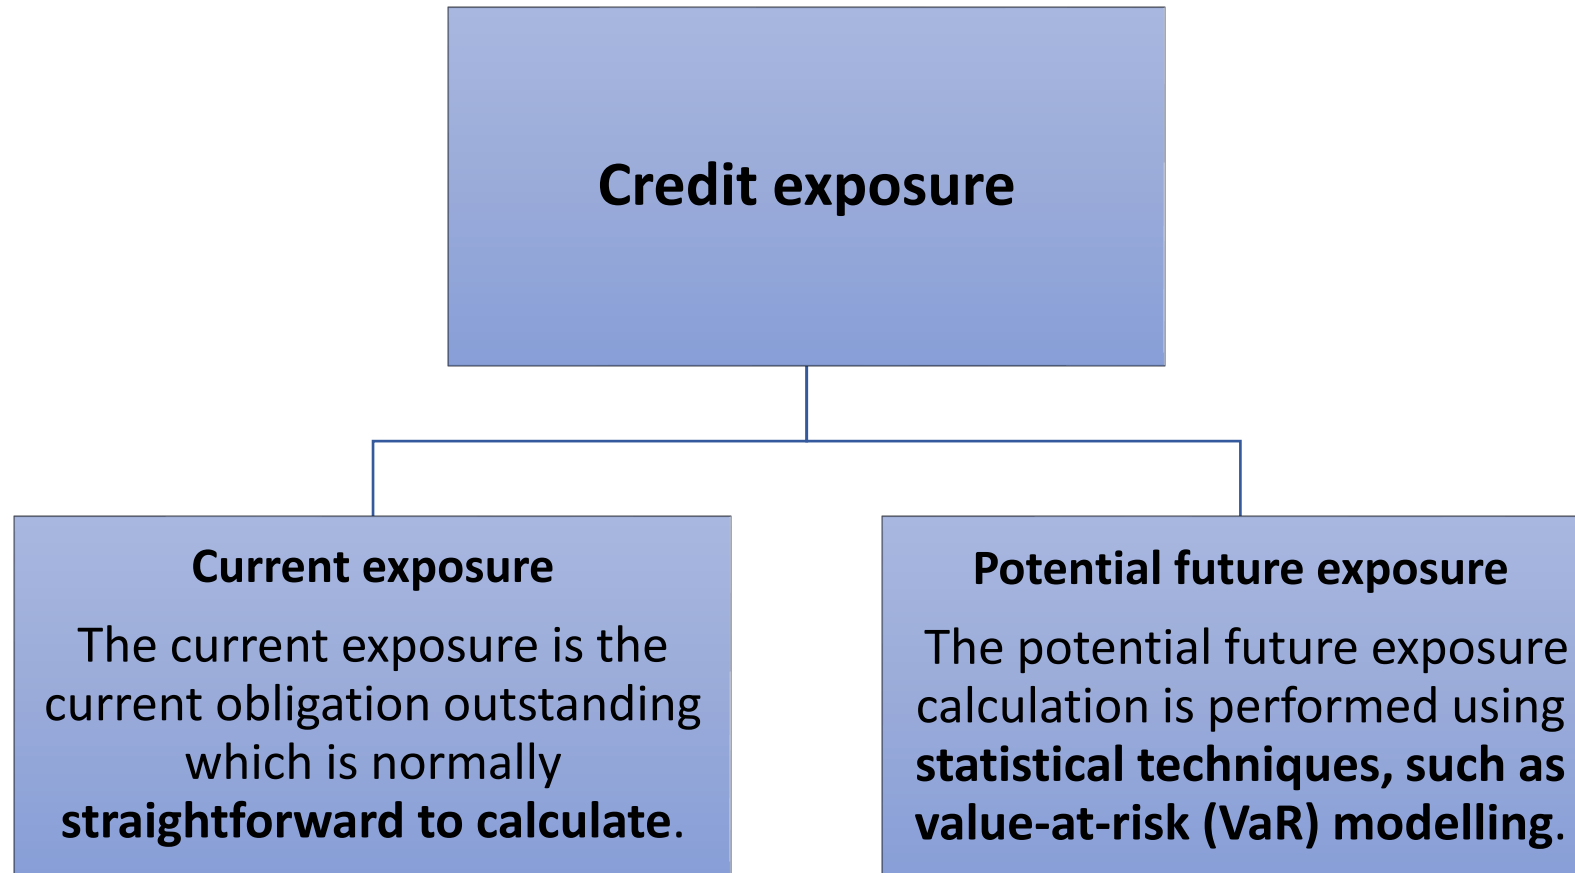 Credit exposure
Current exposure
The current exposure is the
current obligation outstanding
which is normally
straightforward to calculate.
Potential future exposure
The potential future exposure
calculation is performed using
statistical techniques, such as
value-at-risk (VaR) modelling.